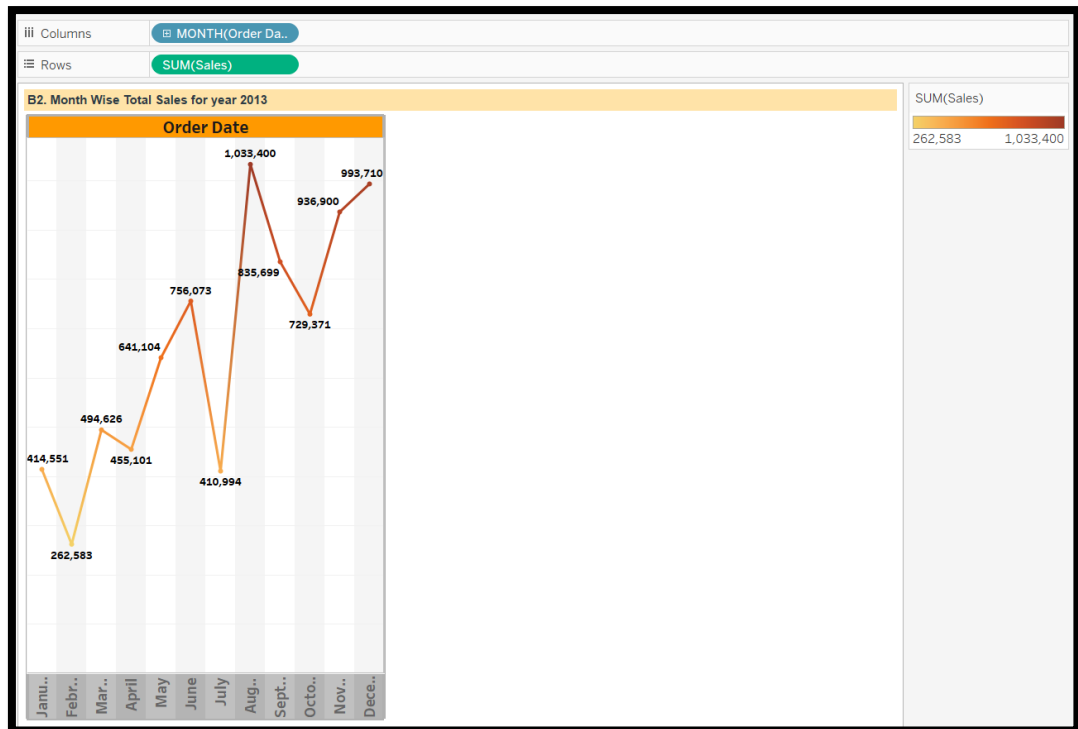 Columns
MONTH(Order Da..
Rows
SUM(Sales)
B2. Month Wise Total Sales for year 2013
Order Date
1,033,400
993,710
936,900
835,699
756,073
729,371
641,104
494,626
414,551
455,101
410,994
262,583
Janu..
Febr..
Mar..
April
May
June
July
Aug..
Sept..
Octo..
Nov..
Dece..
SUM(Sales)
262,583 1,033,400